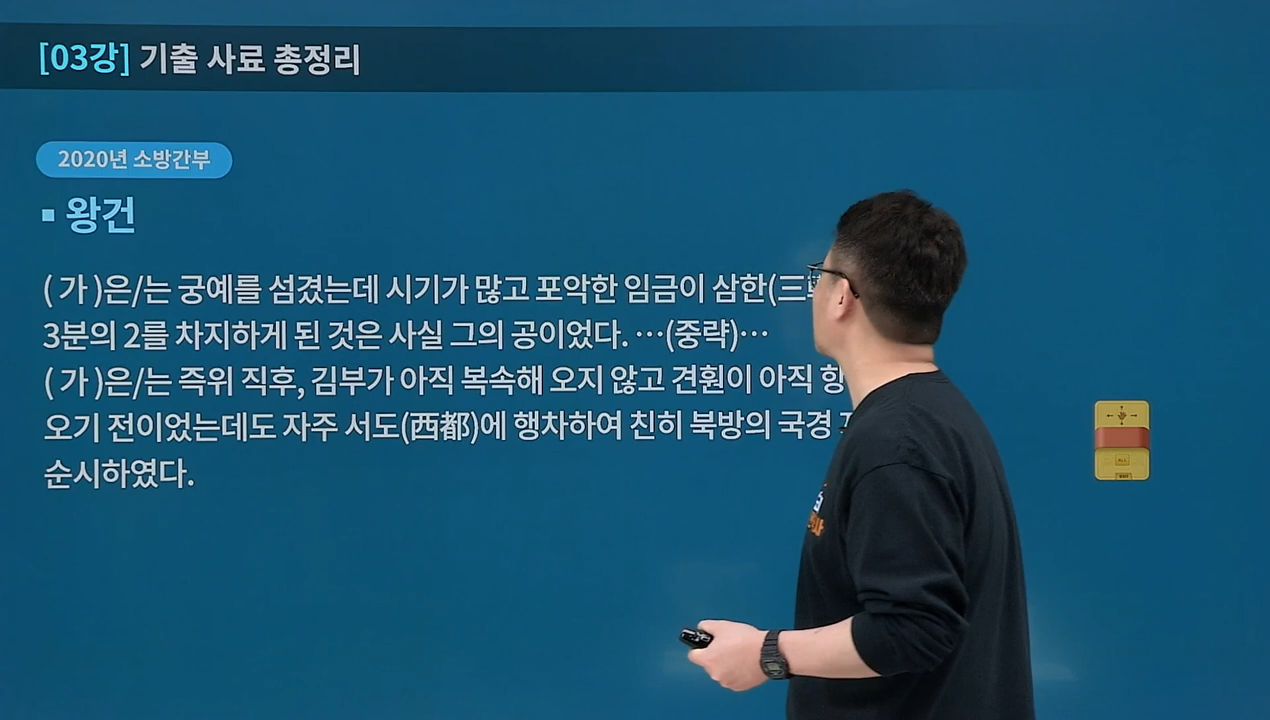 [03강] 기출 사료 총정리
2020년 소방간부
▪ 왕건
( 가 )은/는 궁예를 섬겼는데 시기가 많고 포악한 임금이 삼한(三
3분의 2를 차지하게 된 것은 사실 그의 공이었다. …(중략)…
( 가 )은/는 즉위 직후, 김부가 아직 복속해 오지 않고 견훤이 아직 항
오기 전이었는데도 자주 서도(西都)에 행차하여 친히 북방의 국경
순시하였다.